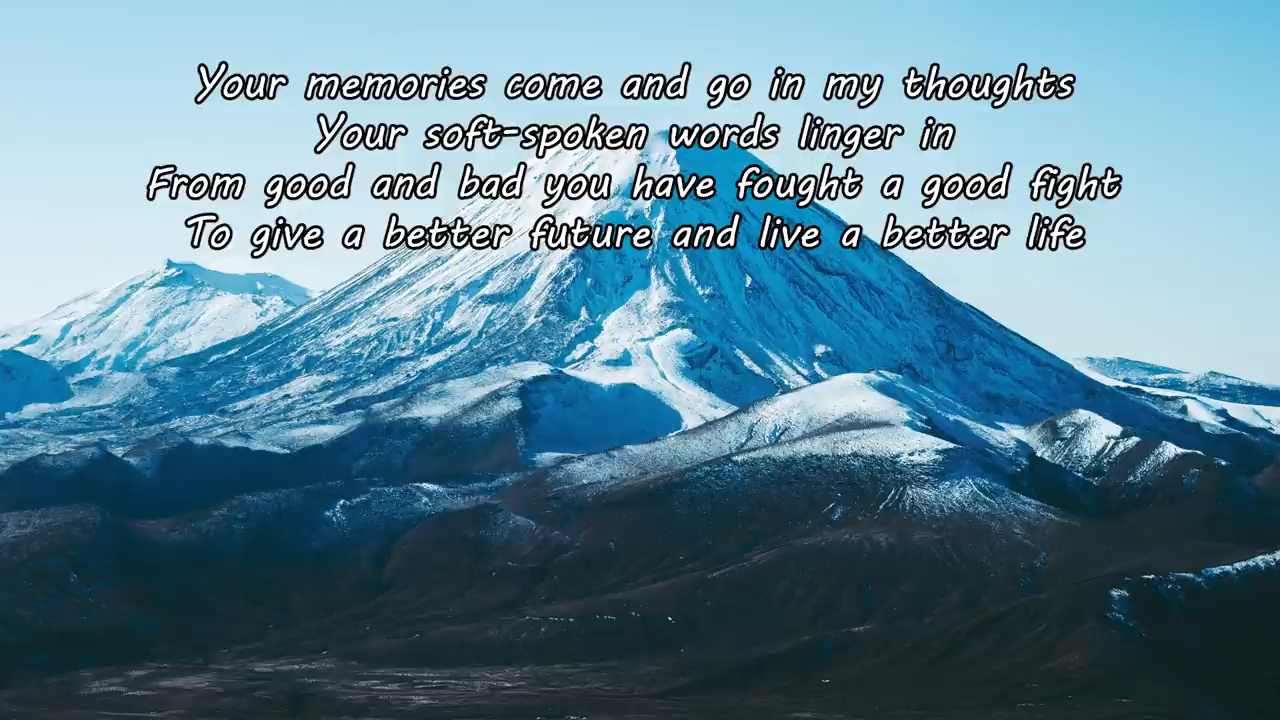 Your memories come and go in my thoughts
Your soft-spoken words linger in
From good and bad you have fought a good fight
To give a better future and live a better life